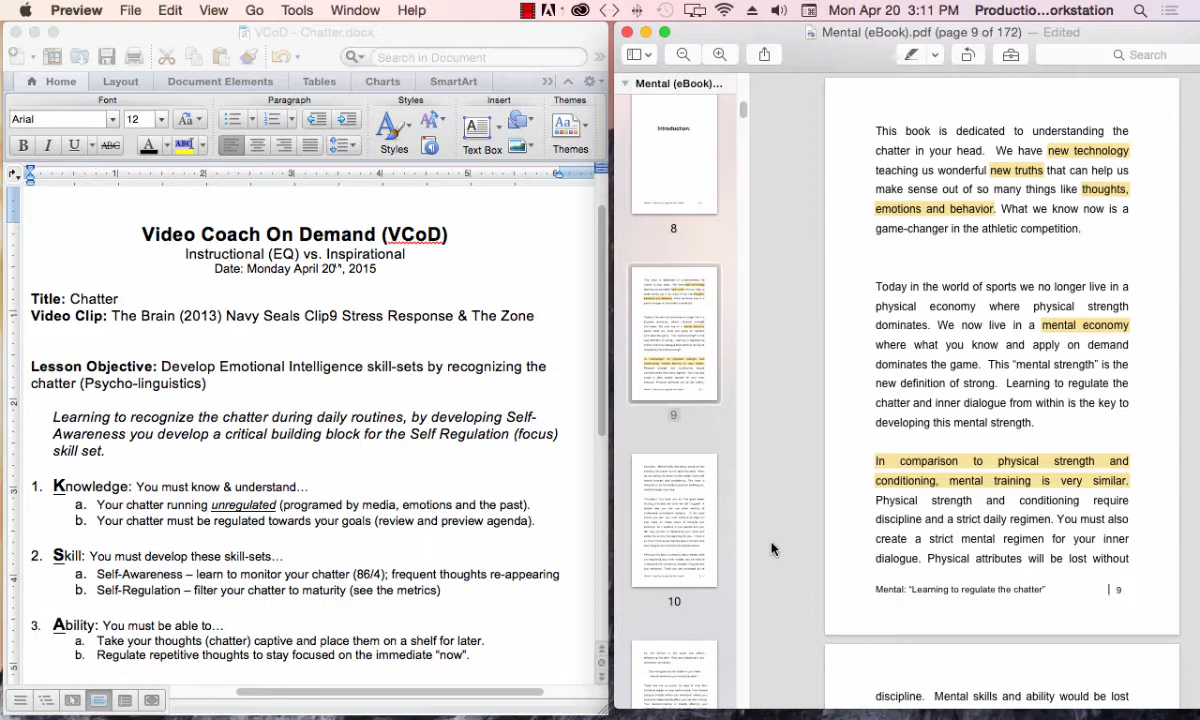 Preview File Edit View Go Tools Bookmarks Window Help Mon Apr 20 3:11 PM Production...orkstation
VCoD - Chatter.docx
Search in Document
Home Layout Document Elements Tables Charts SmartArt
Font Paragraph Styles Insert Themes
Arial 12 Aa
B I U ABC A ABC Styles Text Box Themes
1 2 3 4 5
Video Coach On Demand (VCoD)
Instructional (EQ) vs. Inspirational
Date: Monday April 20th, 2015
Title: Chatter
Video Clip: The Brain (2013) Navy Seals Clip9 Stress Response & The Zone
Lesson Objective: Develop Emotional Intelligence skill-sets by recognizing the
chatter (Psycho-linguistics)
Learning to recognize the chatter during daily routines, by developing Self-
Awareness you develop a critical building block for the Self Regulation (focus)
skill set.
1. Knowledge: You must know & understand...
a. Your chatter running unregulated (programed by media, emotions and the past).
b. Your chatter must be regulated towards your goals (review and preview agenda).
2. Skill: You must develop these skill-sets...
a. Self-Awareness – learn to monitor your chatter (86/4); frequent thoughts re-appearing
b. Self-Regulation – filter your chatter to maturity (see the metrics)
3. Ability: You must be able to...
a. Take your thoughts (chatter) captive and place them on a shelf for later.
b. Regulate repetitive thoughts to stay focused on the immediate "now".
Mental (eBook).pdf (page 9 of 172) — Edited
Search
Mental (eBook)...
Introduction:
8
9
10
This book is dedicated to understanding the
chatter in your head. We have new technology
teaching us wonderful new truths that can help us
make sense out of so many things like thoughts,
emotions and behavior. What we know now is a
game-changer in the athletic competition.
Today in the world of sports we no longer live in a
physical economy where physical strength
dominates. We now live in a mental economy
where what you know and apply on demand
dominates the game. This "mental strength" is the
new definition of strong. Learning to regulate the
chatter and inner dialogue from within is the key to
developing this mental strength.
In comparison to physical strength and
conditioning, mental training is very similar.
Physical strength and conditioning require
discipline and a strict daily regimen. You must also
create a strict mental regimen for your inner
dialogue. Physical attributes will be lost without
Mental: "Learning to regulate the chatter" | 9
discipline. Mental skills and ability would be lost